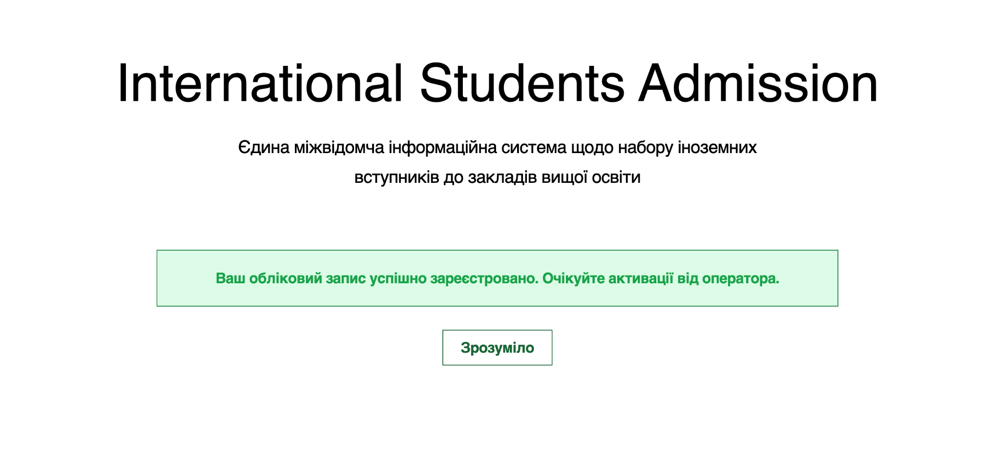 International Students Admission
Єдина міжвідомча інформаційна система щодо набору іноземних
вступників до закладів вищої освіти
Ваш обліковий запис успішно зареєстровано. Очікуйте активації від оператора.
Зрозуміло